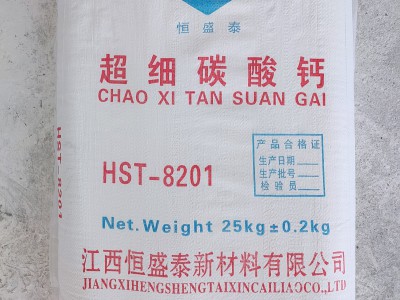 恒盛泰
超细碳酸钙
CHAO XI TAN SUAN GAI
HST-8201
产品合格证
生产日期
生产批号
检验员
Net.Weight 25kg±0.2kg
江西恒盛泰新材料有限公司
JIANGXIHENGSHENGTAIXINCAILIAOCO.,LTD
HST-8201